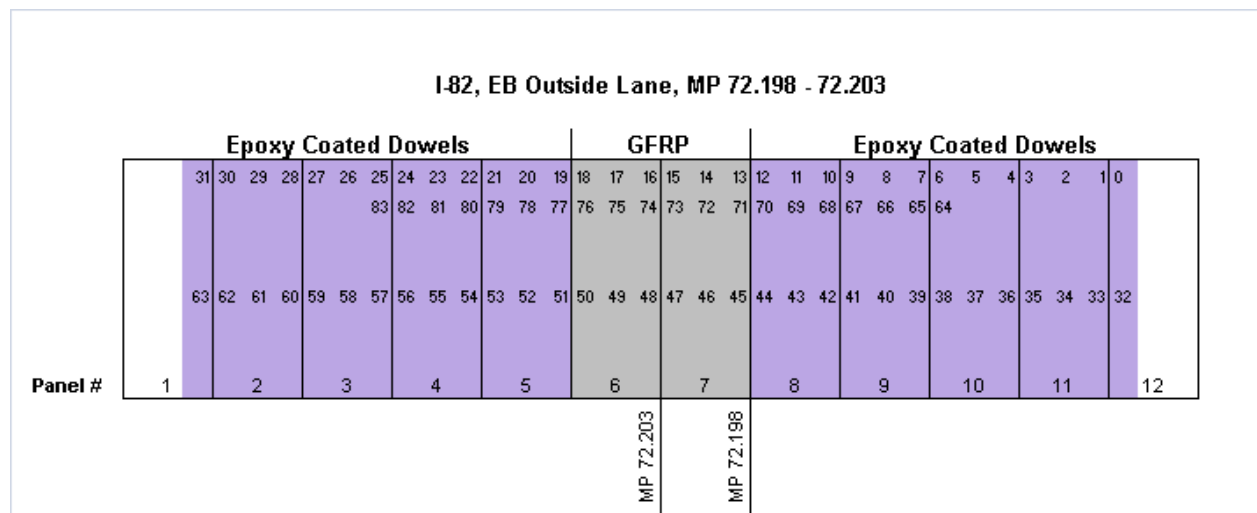 I-82, EB Outside Lane, MP 72.198 - 72.203
Epoxy Coated Dowels GFRP Epoxy Coated Dowels
31 30 29 28 27 26 25 24 23 22 21 20 19 18 17 16 15 14 13 12 11 10 9 8 7 6 5 4 3 2 1 0
83 82 81 80 79 78 77 76 75 74 73 72 71 70 69 68 67 66 65 64
63 62 61 60 59 58 57 56 55 54 53 52 51 50 49 48 47 46 45 44 43 42 41 40 39 38 37 36 35 34 33 32
Panel # 1 2 3 4 5 6 7 8 9 10 11 12
MP 72.203
MP 72.198